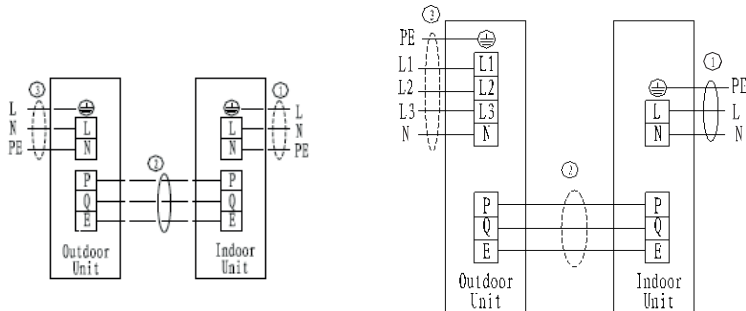 ③
L
N
PE
L
N
P
Q
E
Outdoor
Unit
②
①
L
N
PE
L
N
P
Q
E
Indoor
Unit
③
PE
L1
L2
L3
N
L1
L2
L3
N
P
Q
E
Outdoor
Unit
②
①
PE
L
N
L
N
P
Q
E
Indoor
Unit